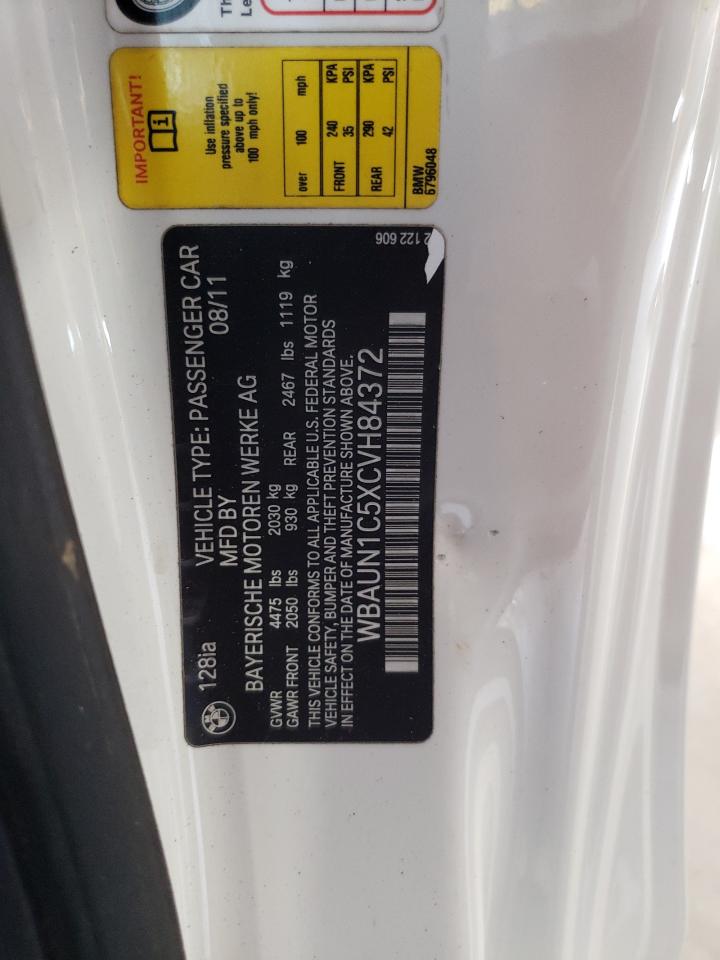 Th
Le
IMPORTANT!
Use inflation
pressure specified
above up to
100 mph only!
over 100 mph
FRONT 240 KPA
35 PSI
REAR 290 KPA
42 PSI
BMW
6796048
128ia VEHICLE TYPE: PASSENGER CAR
MFD BY 08/11
BAYERISCHE MOTOREN WERKE AG
GVWR 4475 lbs 2030 kg
GAWR FRONT 2050 lbs 930 kg REAR 2467 lbs 1119 kg
THIS VEHICLE CONFORMS TO ALL APPLICABLE U.S. FEDERAL MOTOR
VEHICLE SAFETY, BUMPER AND THEFT PREVENTION STANDARDS
IN EFFECT ON THE DATE OF MANUFACTURE SHOWN ABOVE.
WBAUN1C5XCVH84372
2 122 606